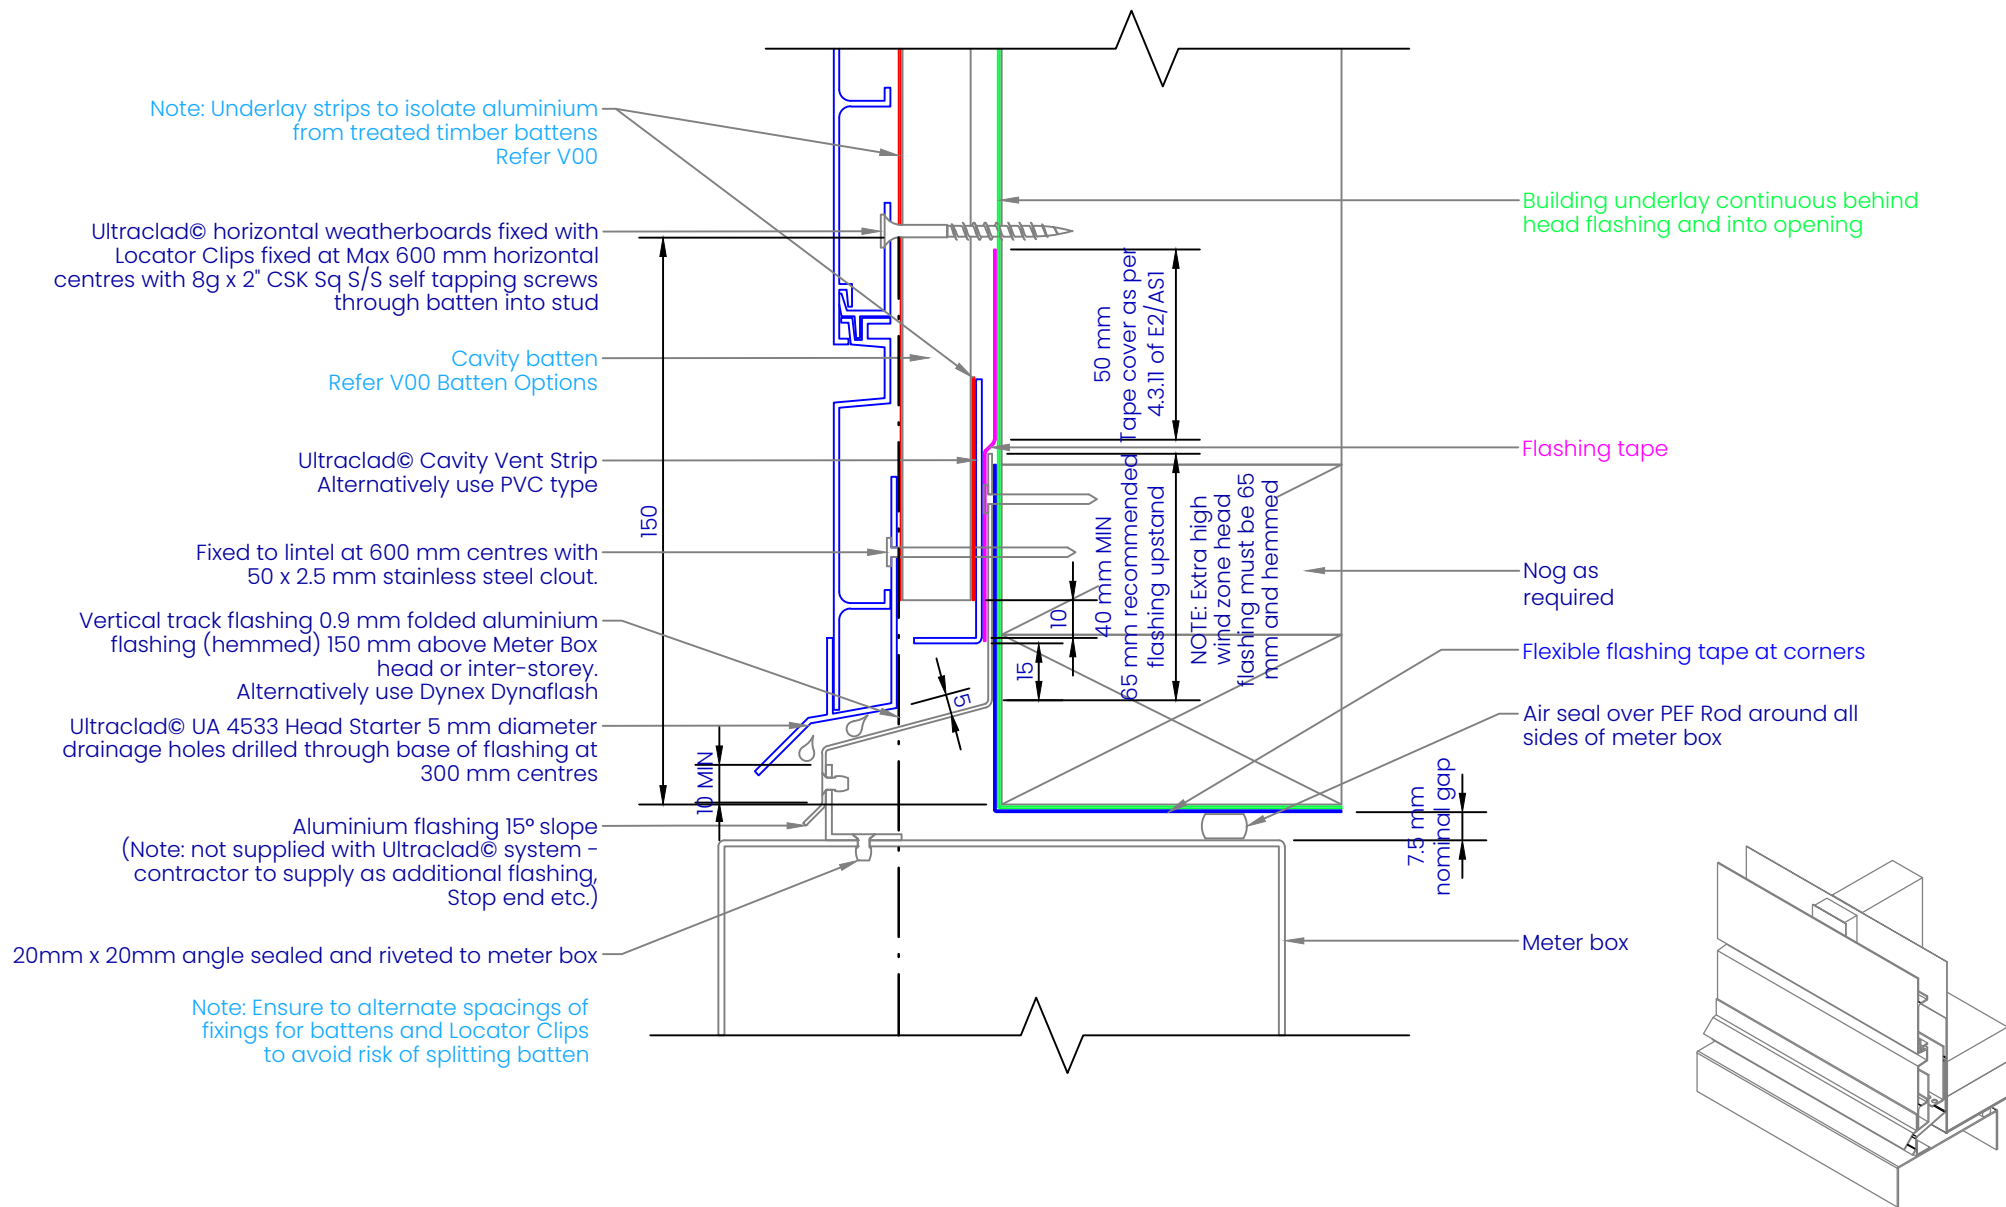 Note: Underlay strips to isolate aluminium
from treated timber battens
Refer V00
Ultraclad© horizontal weatherboards fixed with
Locator Clips fixed at Max 600 mm horizontal
centres with 8g x 2" CSK Sq S/S self tapping screws
through batten into stud
Cavity batten
Refer V00 Batten Options
Ultraclad© Cavity Vent Strip
Alternatively use PVC type
Fixed to lintel at 600 mm centres with
50 x 2.5 mm stainless steel clout.
Vertical track flashing 0.9 mm folded aluminium
flashing (hemmed) 150 mm above Meter Box
head or inter-storey.
Alternatively use Dynex Dynaflash
Ultraclad© UA 4533 Head Starter 5 mm diameter
drainage holes drilled through base of flashing at
300 mm centres
Aluminium flashing 15° slope
(Note: not supplied with Ultraclad© system -
contractor to supply as additional flashing,
Stop end etc.)
20mm x 20mm angle sealed and riveted to meter box
Note: Ensure to alternate spacings of
fixings for battens and Locator Clips
to avoid risk of splitting batten
150
10 MIN
5
10
15
50 mm
Tape cover as per
4.3.11 of E2/AS1
40 mm MIN
65 mm recommended
flashing upstand
NOTE: Extra high
wind zone head
flashing must be 65
mm and hemmed
7.5 mm
nominal gap
Building underlay continuous behind
head flashing and into opening
Flashing tape
Nog as
required
Flexible flashing tape at corners
Air seal over PEF Rod around all
sides of meter box
Meter box